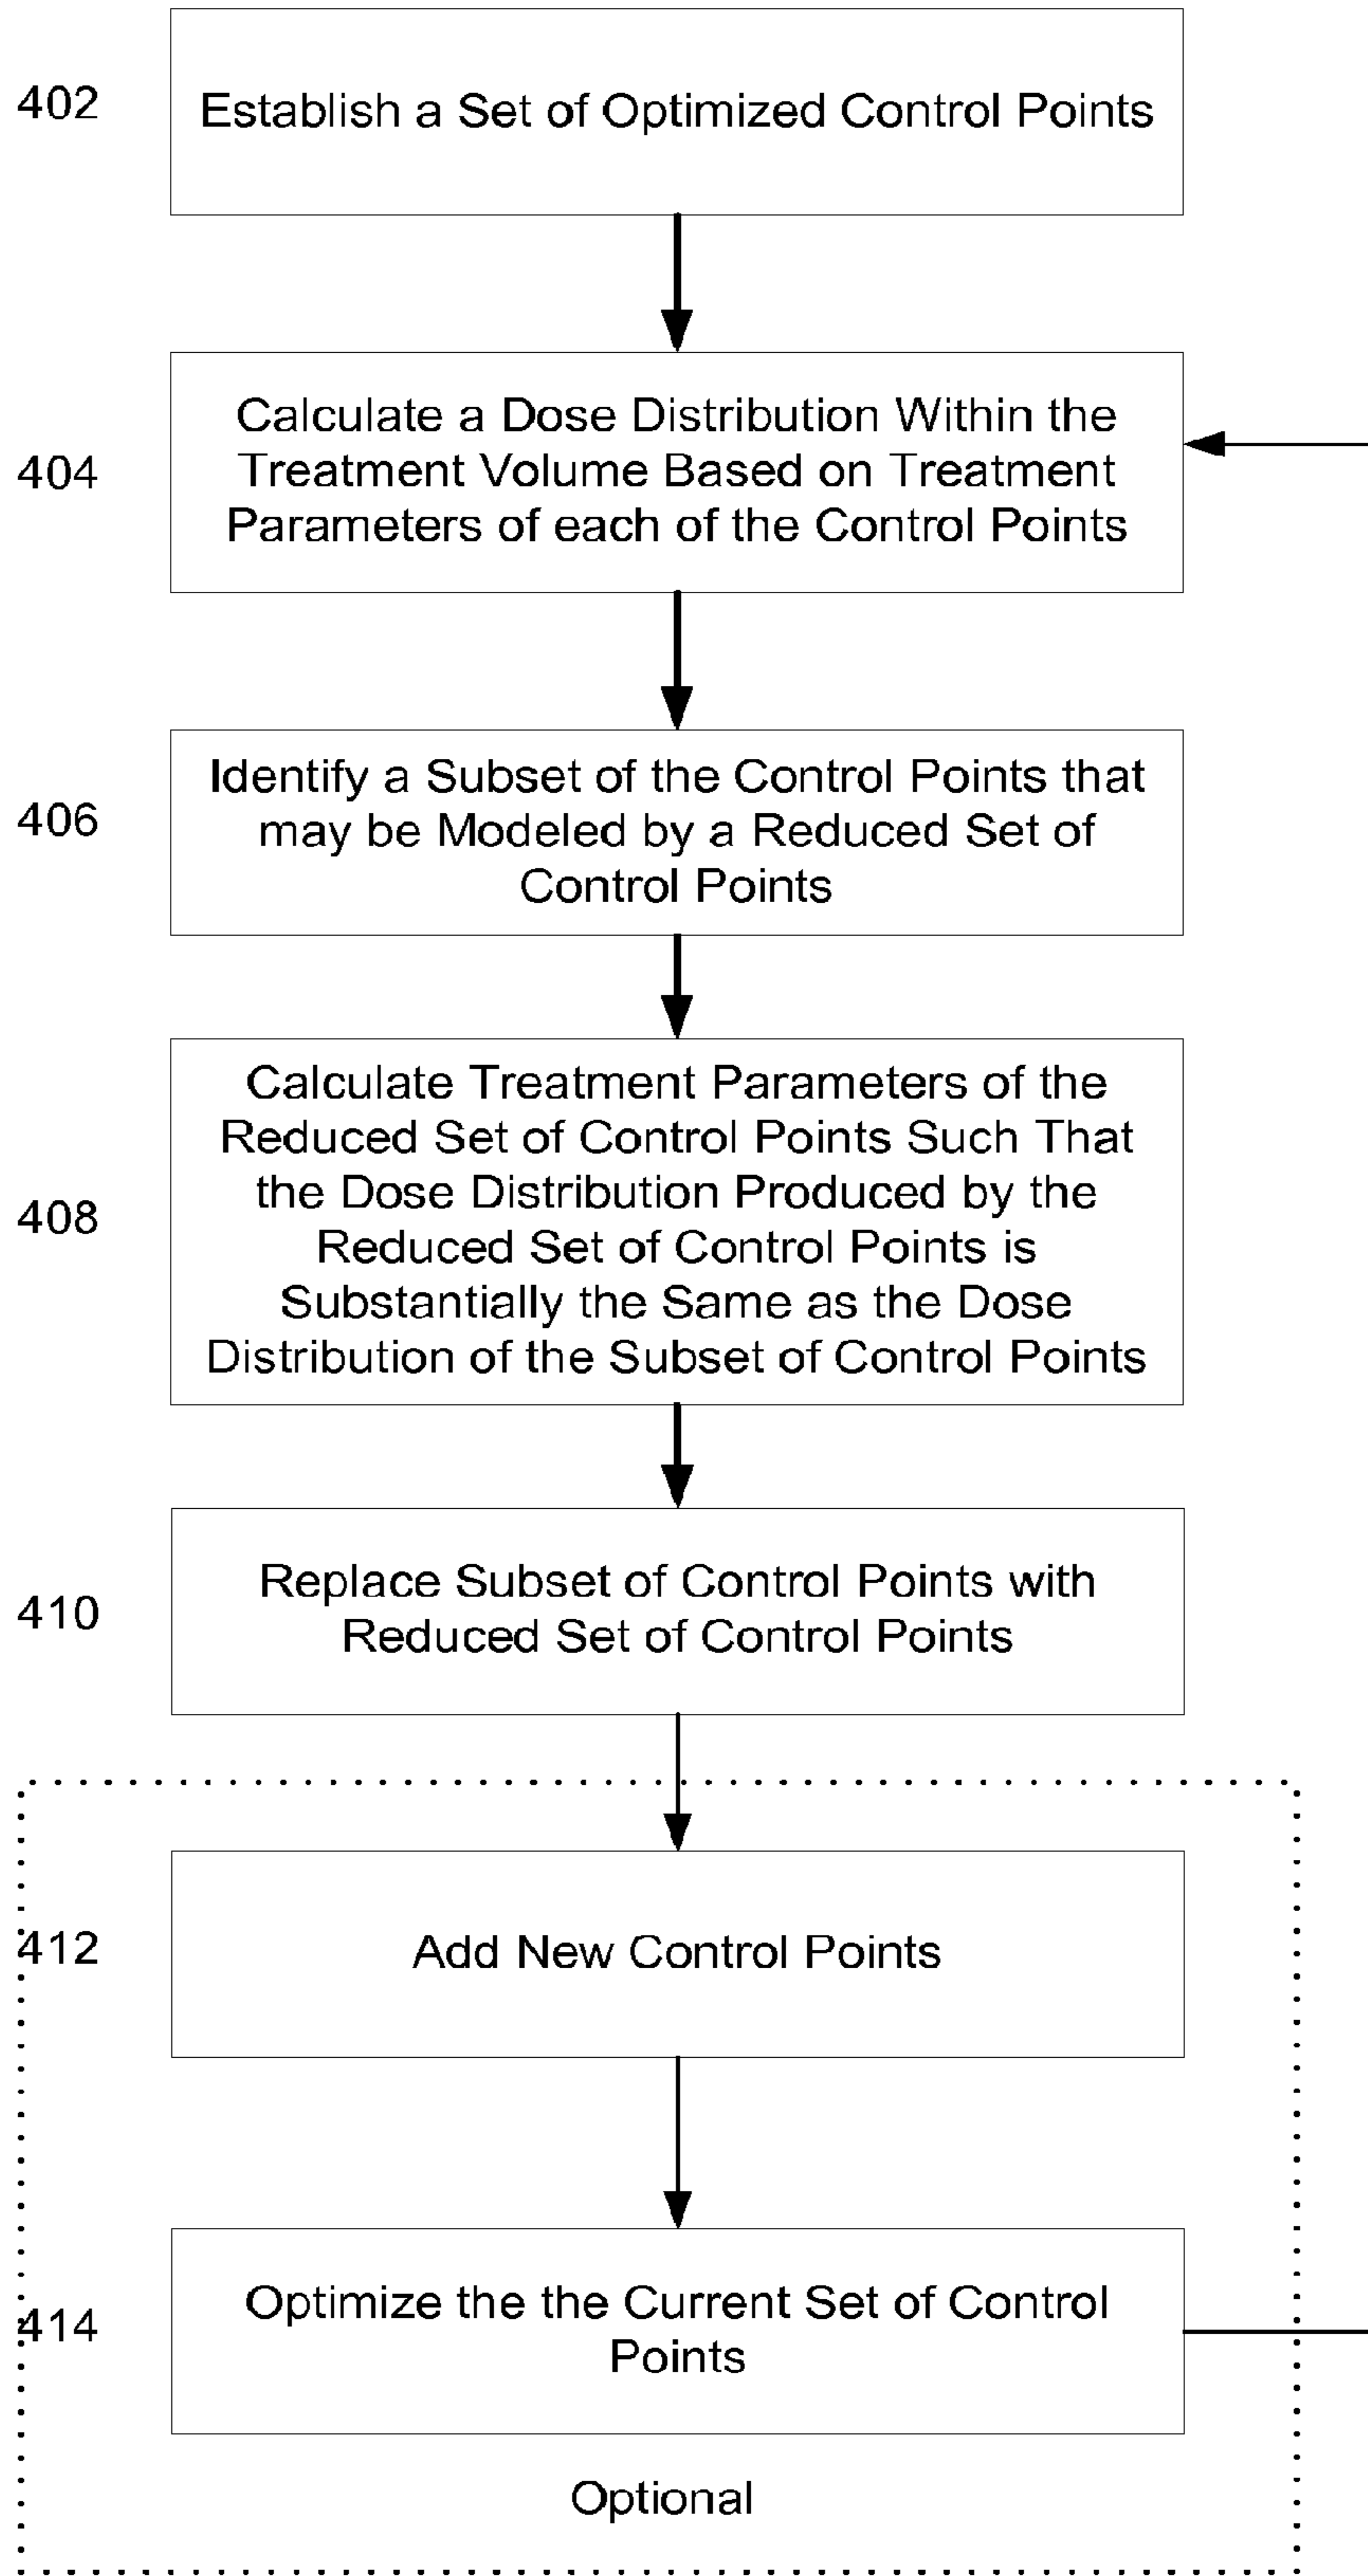 402
Establish a Set of Optimized Control Points
404
Calculate a Dose Distribution Within the
Treatment Volume Based on Treatment
Parameters of each of the Control Points
406
Identify a Subset of the Control Points that
may be Modeled by a Reduced Set of
Control Points
408
Calculate Treatment Parameters of the
Reduced Set of Control Points Such That
the Dose Distribution Produced by the
Reduced Set of Control Points is
Substantially the Same as the Dose
Distribution of the Subset of Control Points
410
Replace Subset of Control Points with
Reduced Set of Control Points
412
Add New Control Points
414
Optimize the the Current Set of Control
Points
Optional